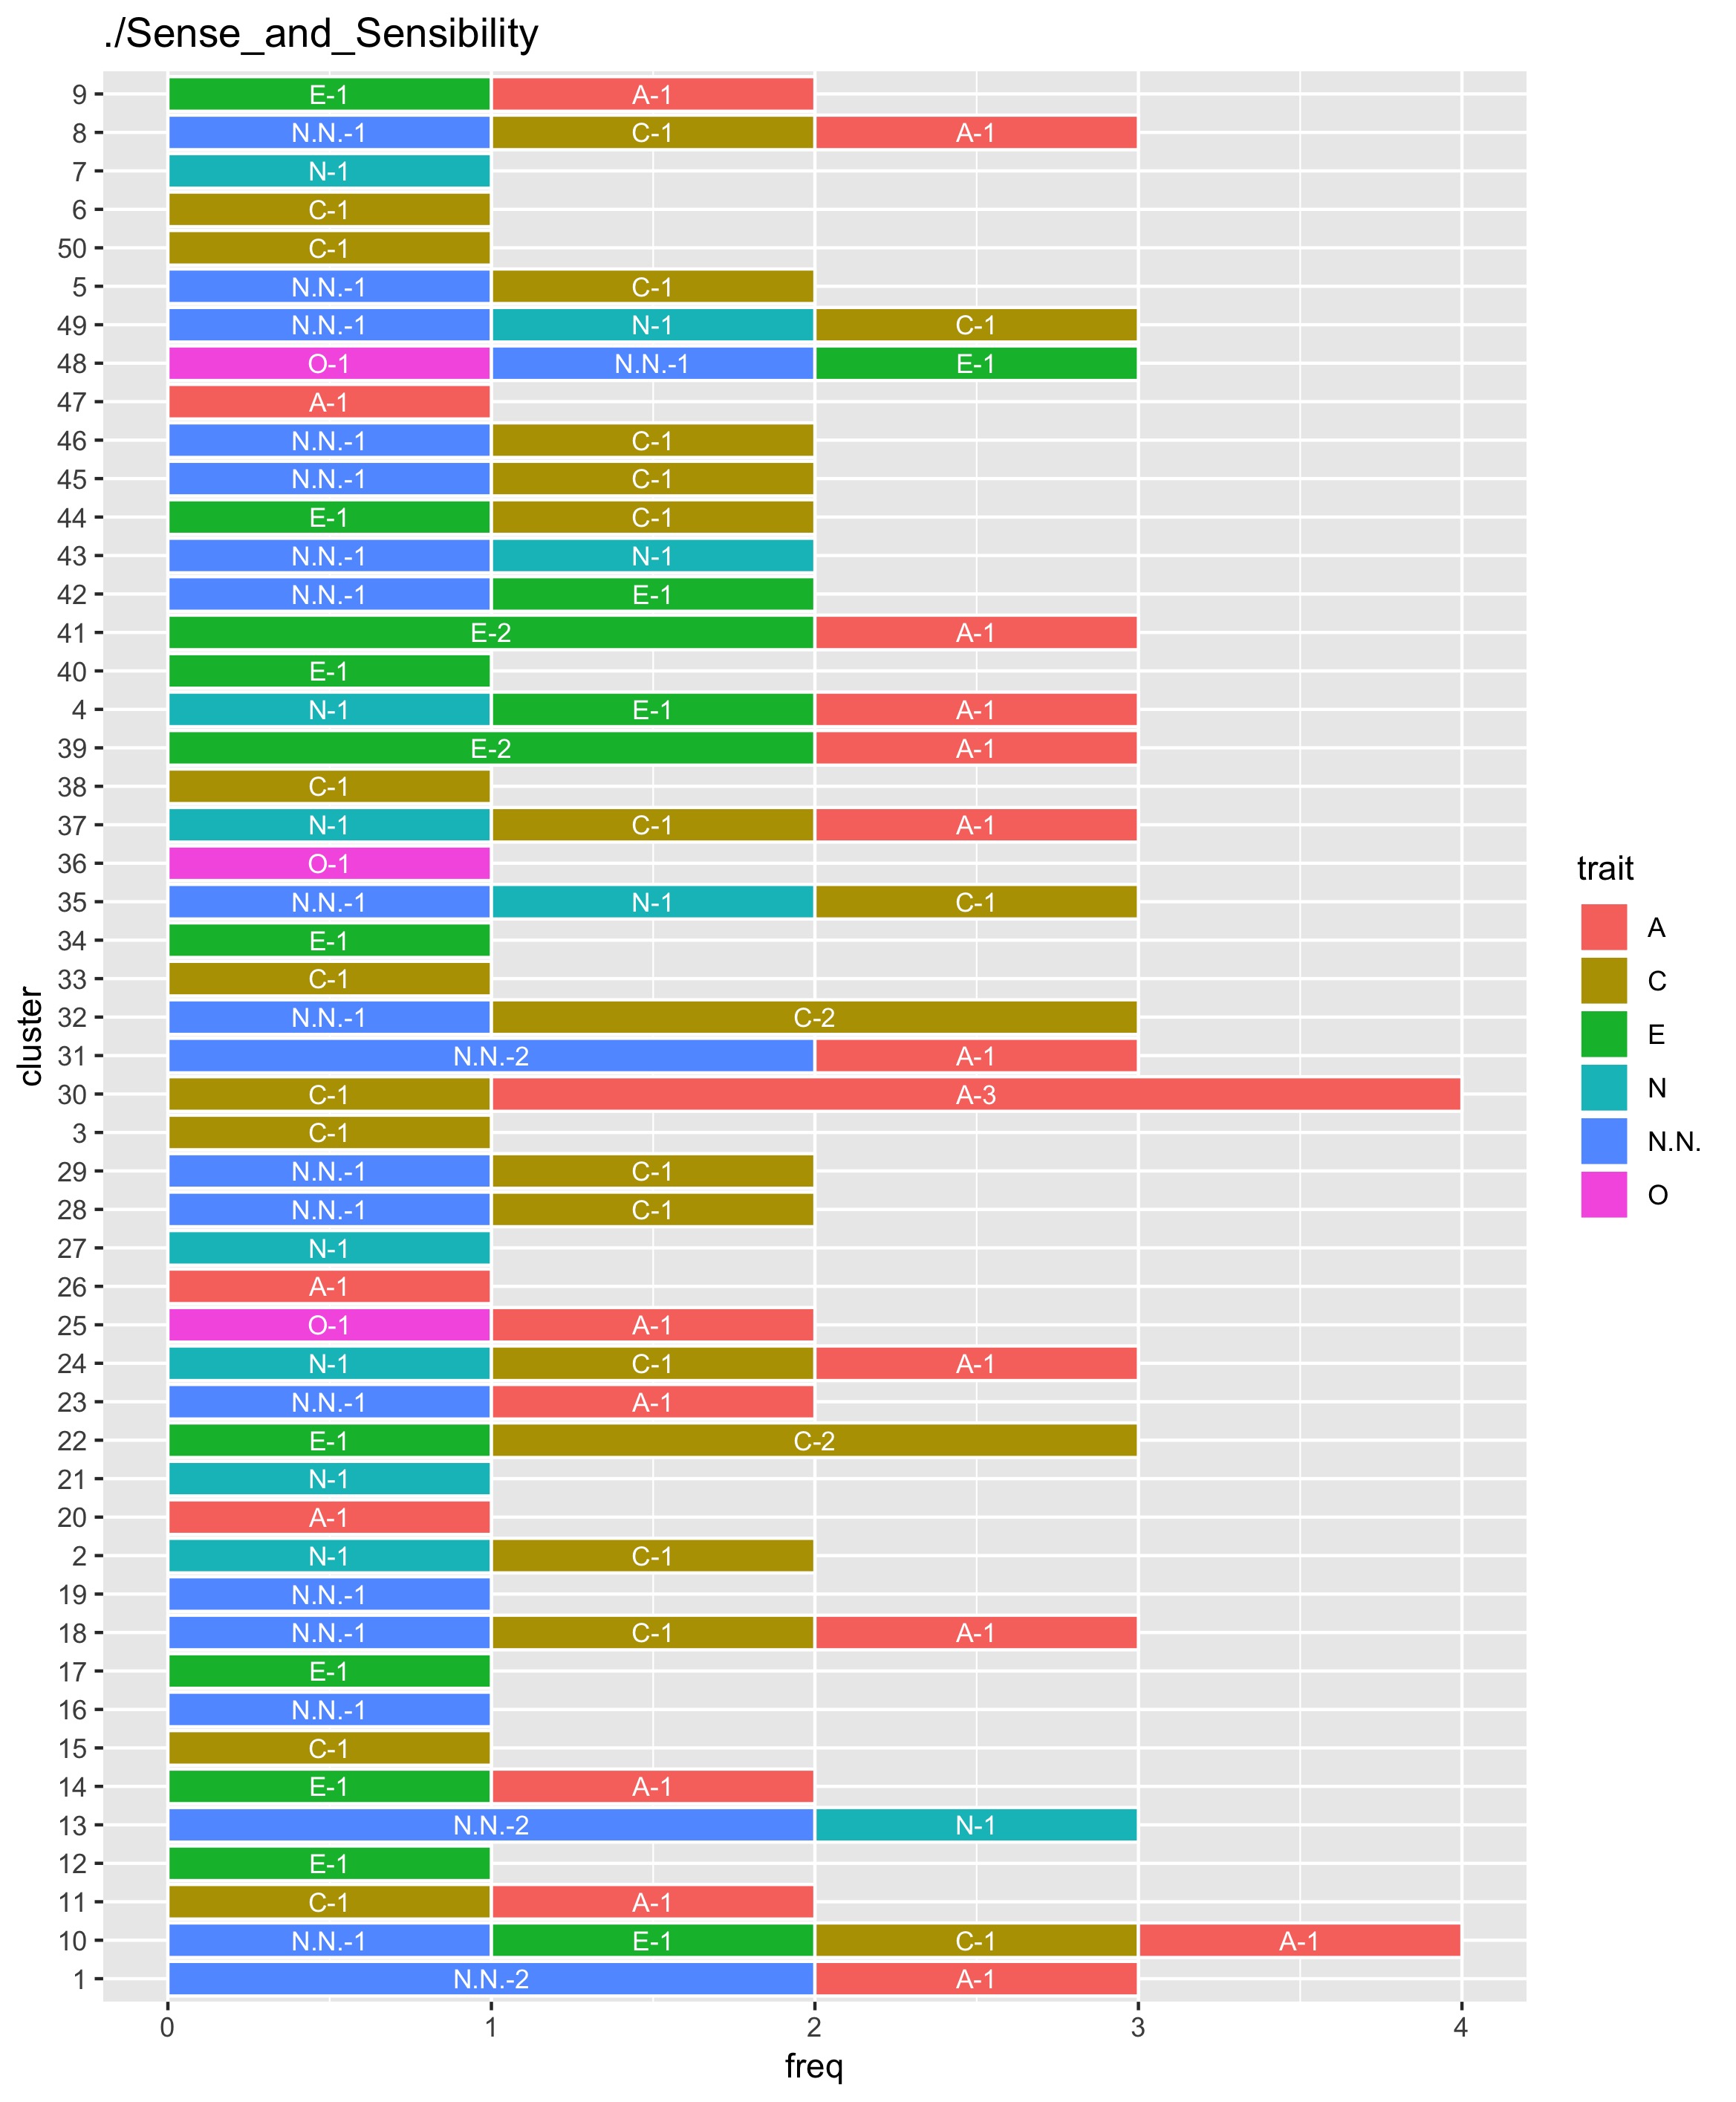 ./Sense_and_Sensibility
9 E-1 A-1
8 N.N.-1 C-1 A-1
7 N-1
6 C-1
50 C-1
5 N.N.-1 C-1
49 N.N.-1 N-1 C-1
48 O-1 N.N.-1 E-1
47 A-1
46 N.N.-1 C-1
45 N.N.-1 C-1
44 E-1 C-1
43 N.N.-1 N-1
42 N.N.-1 E-1
41 E-2 A-1
40 E-1
4 N-1 E-1 A-1
39 E-2 A-1
38 C-1
37 N-1 C-1 A-1
36 O-1
35 N.N.-1 N-1 C-1
34 E-1
33 C-1
32 N.N.-1 C-2
31 N.N.-2 A-1
30 C-1 A-3
3 C-1
29 N.N.-1 C-1
28 N.N.-1 C-1
27 N-1
26 A-1
25 O-1 A-1
24 N-1 C-1 A-1
23 N.N.-1 A-1
22 E-1 C-2
21 N-1
20 A-1
2 N-1 C-1
19 N.N.-1
18 N.N.-1 C-1 A-1
17 E-1
16 N.N.-1
15 C-1
14 E-1 A-1
13 N.N.-2 N-1
12 E-1
11 C-1 A-1
10 N.N.-1 E-1 C-1 A-1
1 N.N.-2 A-1
0 1 2 3 4
freq
cluster
trait
A
C
E
N
N.N.
O